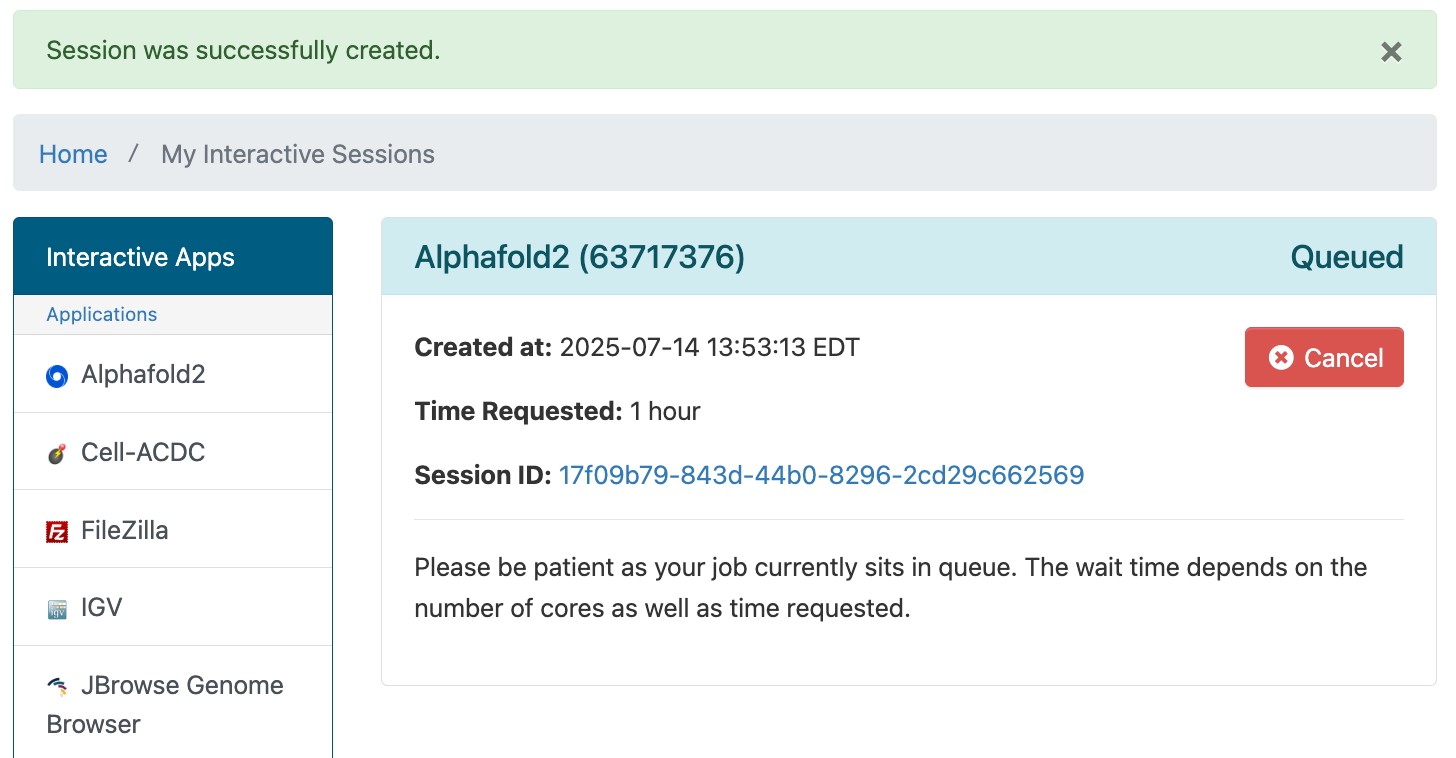 Session was successfully created.
×
Home / My Interactive Sessions
Interactive Apps
Applications
Alphafold2
Cell-ACDC
FileZilla
IGV
JBrowse Genome
Browser
Alphafold2 (63717376) Queued
Created at: 2025-07-14 13:53:13 EDT
Cancel
Time Requested: 1 hour
Session ID: 17f09b79-843d-44b0-8296-2cd29c662569
Please be patient as your job currently sits in queue. The wait time depends on the
number of cores as well as time requested.